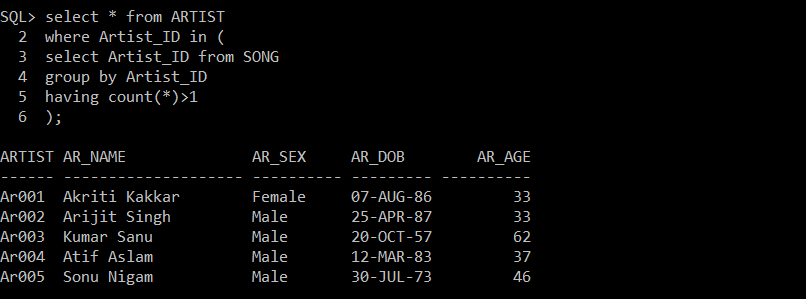 SQL> select * from ARTIST
  2  where Artist_ID in (
  3  select Artist_ID from SONG
  4  group by Artist_ID
  5  having count(*)>1
  6  );

ARTIST AR_NAME              AR_SEX     AR_DOB        AR_AGE
------ -------------------- ---------- --------- ----------
Ar001  Akriti Kakkar        Female     07-AUG-86         33
Ar002  Arijit Singh         Male       25-APR-87         33
Ar003  Kumar Sanu           Male       20-OCT-57         62
Ar004  Atif Aslam           Male       12-MAR-83         37
Ar005  Sonu Nigam           Male       30-JUL-73         46